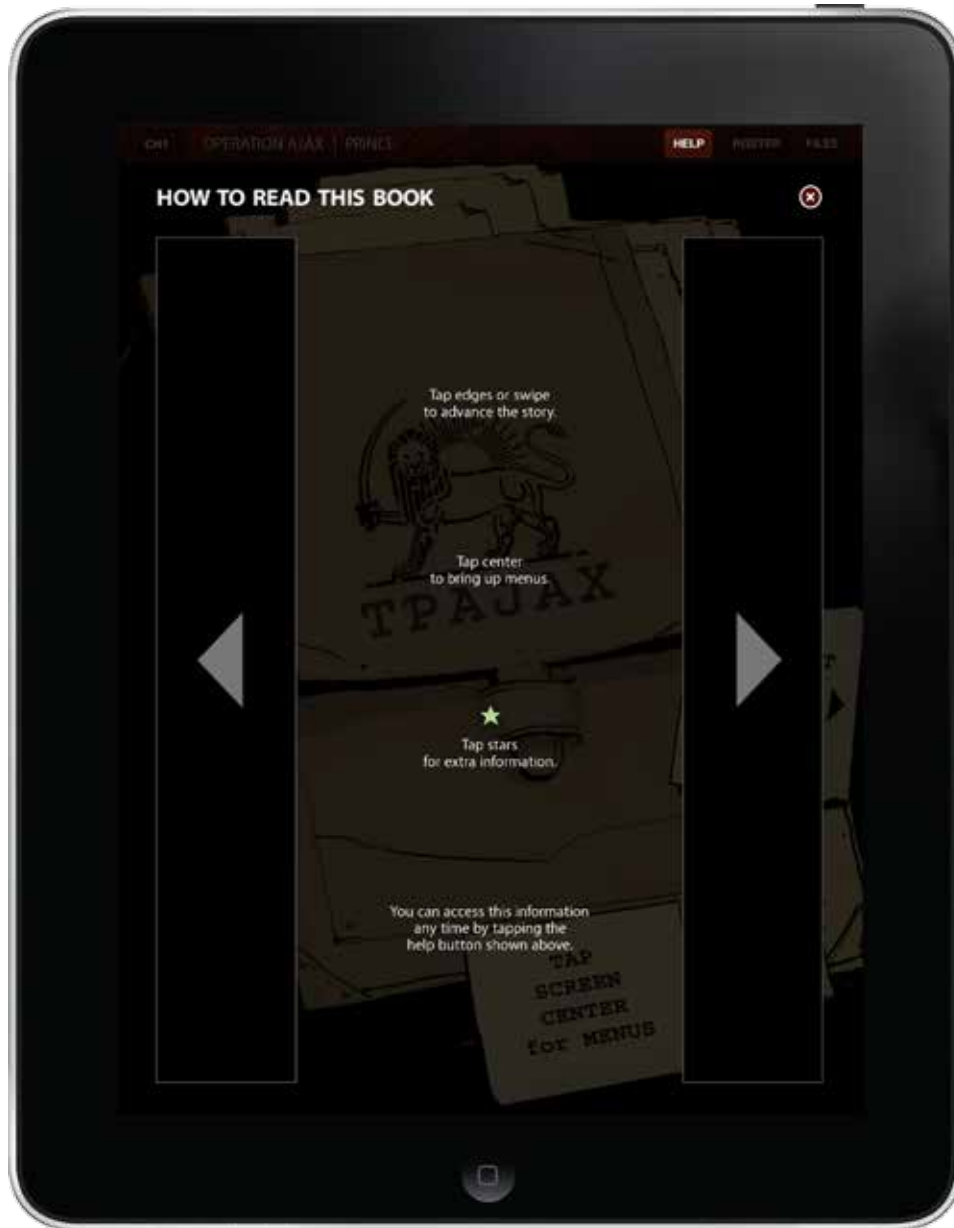 CH1 OPERATION AJAX | PRINCE HELP ROSTER FILES
HOW TO READ THIS BOOK
Tap edges or swipe
to advance the story.
Tap center
to bring up menus.
TPAJAX
Tap stars
for extra information.
You can access this information
any time by tapping the
help button shown above.
TAP
SCREEN
CENTER
for MENUS